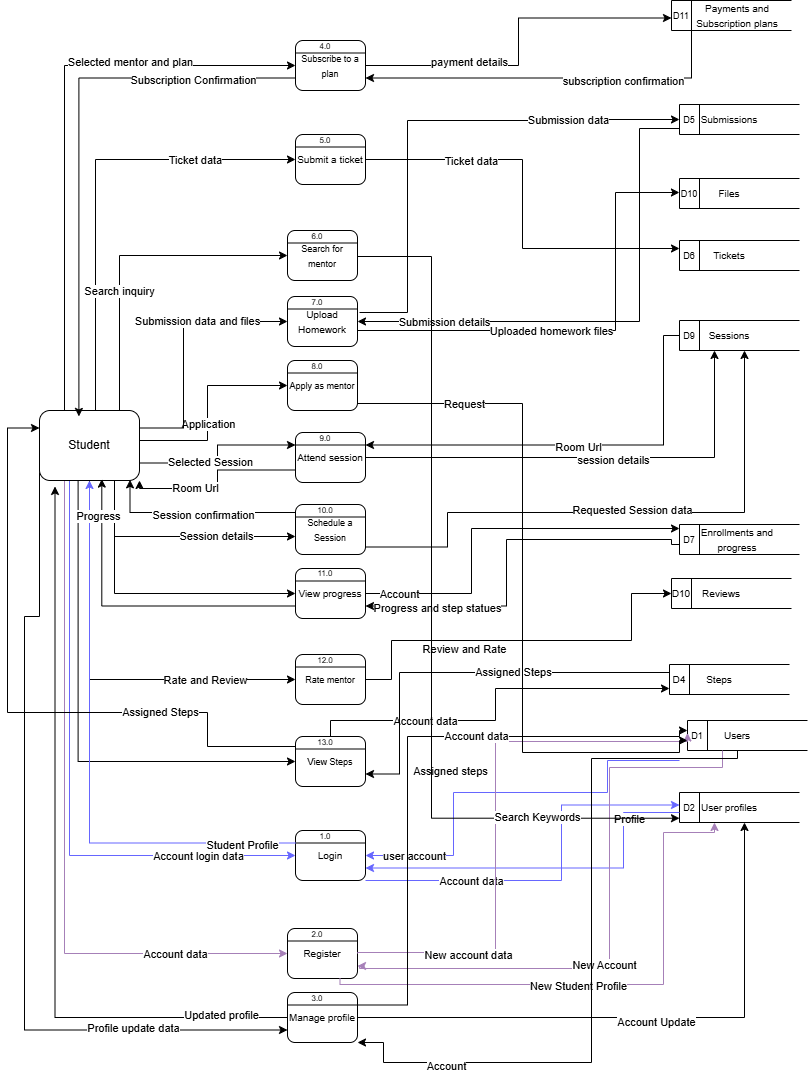 D11
Payments and
Subscription plans
4.0
Subscribe to a
plan
Selected mentor and plan
payment details
Subscription Confirmation
subscription confirmation
D5
Submissions
Submission data
5.0
Submit a ticket
Ticket data
Ticket data
D10
Files
6.0
Search for
mentor
D6
Tickets
Search inquiry
7.0
Upload
Homework
Submission data and files
Submission details
Uploaded homework files
D9
Sessions
8.0
Apply as mentor
Request
Application
Student
9.0
Attend session
Room Url
session details
Selected Session
Room Url
10.0
Schedule a
Session
Progress
Session confirmation
Requested Session data
Session details
D7
Enrollments and
progress
11.0
View progress
Account
Progress and step statues
D10
Reviews
Review and Rate
12.0
Rate mentor
Rate and Review
Assigned Steps
D4
Steps
Assigned Steps
Account data
13.0
View Steps
Account data
D1
Users
Assigned steps
D2
User profiles
Search Keywords
Profile
1.0
Login
Student Profile
Account login data
user account
Account data
2.0
Register
Account data
New account data
New Account
New Student Profile
3.0
Manage profile
Updated profile
Profile update data
Account Update
Account